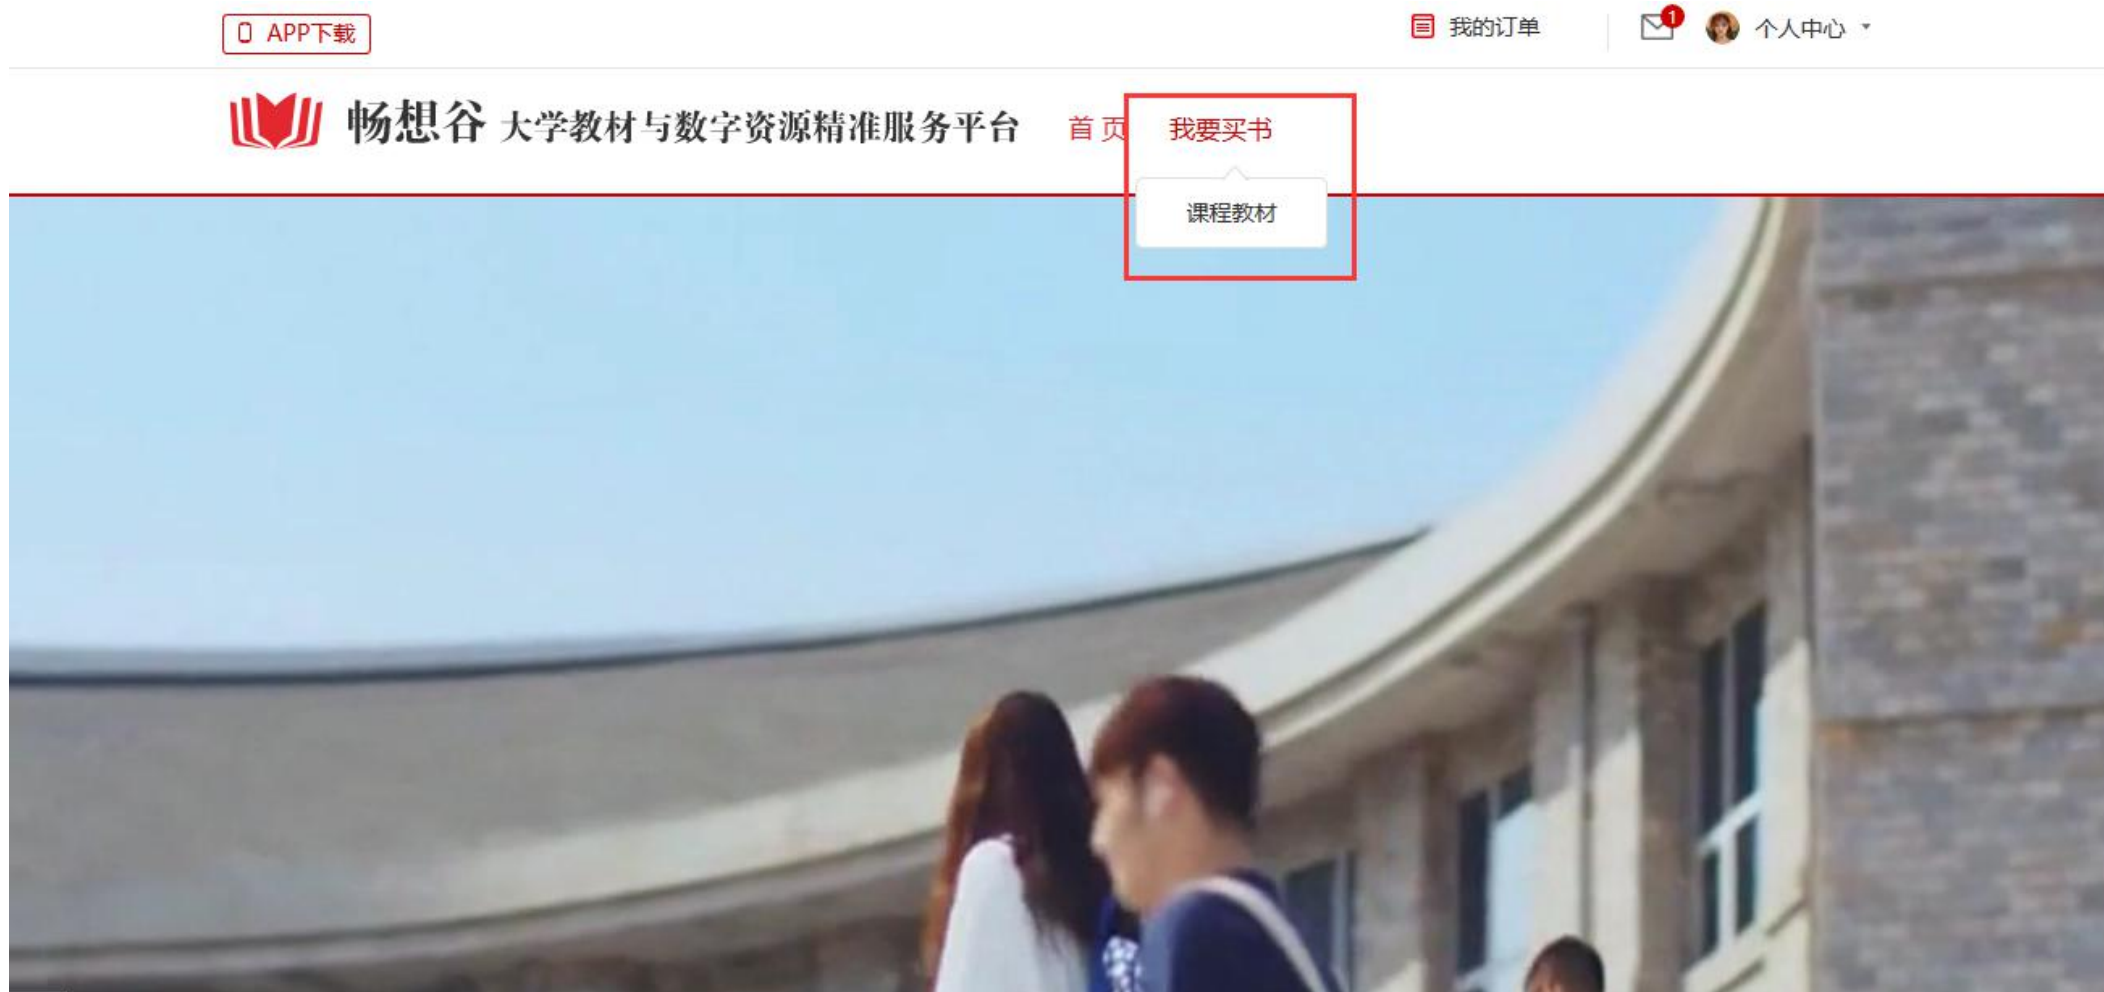 APP下载
我的订单
1
个人中心
畅想谷 大学教材与数字资源精准服务平台
首页
我要买书
课程教材